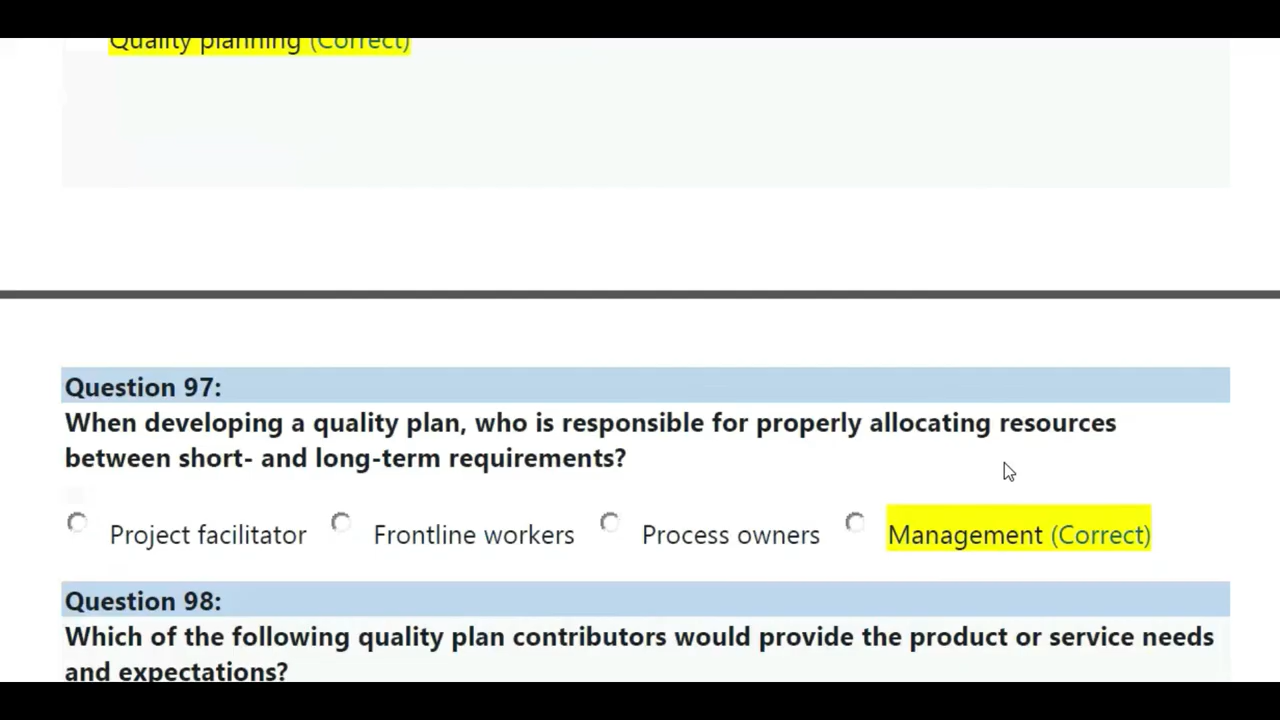 Quality planning (Correct)
Question 97:
When developing a quality plan, who is responsible for properly allocating resources
between short- and long-term requirements?
Project facilitator Frontline workers Process owners Management (Correct)
Question 98:
Which of the following quality plan contributors would provide the product or service needs
and expectations?